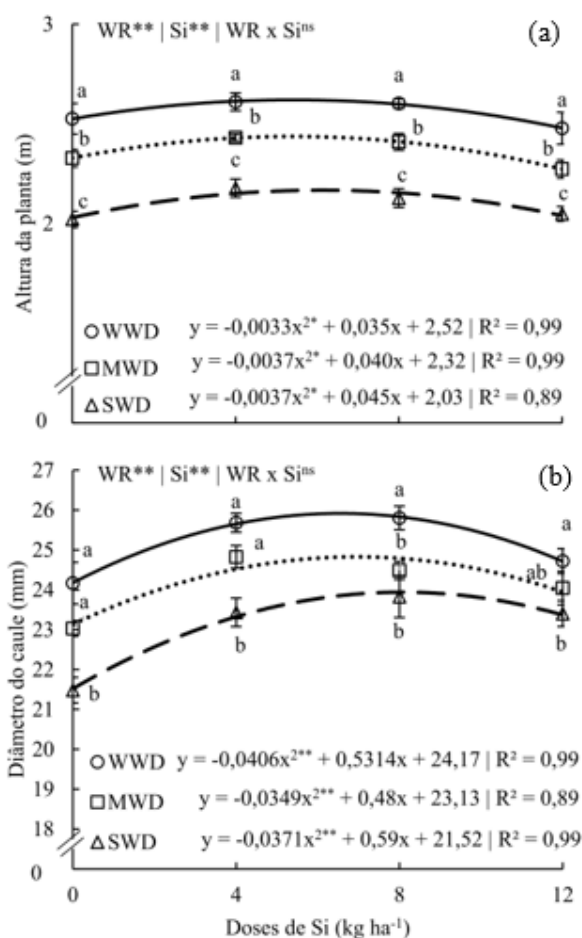 3
WR** | Si** | WR x Siⁿˢ
(a)
a
a
a
a
b
b
b
b
c
c
c
c
2
Altura da planta (m)
WWD y = -0,0033x²* + 0,035x + 2,52 | R² = 0,99
MWD y = -0,0037x²* + 0,040x + 2,32 | R² = 0,99
SWD y = -0,0037x²* + 0,045x + 2,03 | R² = 0,89
0
27
WR** | Si** | WR x Siⁿˢ
(b)
26
25
24
23
22
21
20
19
18
0
Diâmetro do caule (mm)
a
a
a
a
a
a
b
ab
b
b
b
b
WWD y = -0,0406x²** + 0,5314x + 24,17 | R² = 0,99
MWD y = -0,0349x²** + 0,48x + 23,13 | R² = 0,89
SWD y = -0,0371x²** + 0,59x + 21,52 | R² = 0,99
0 4 8 12
Doses de Si (kg ha⁻¹)